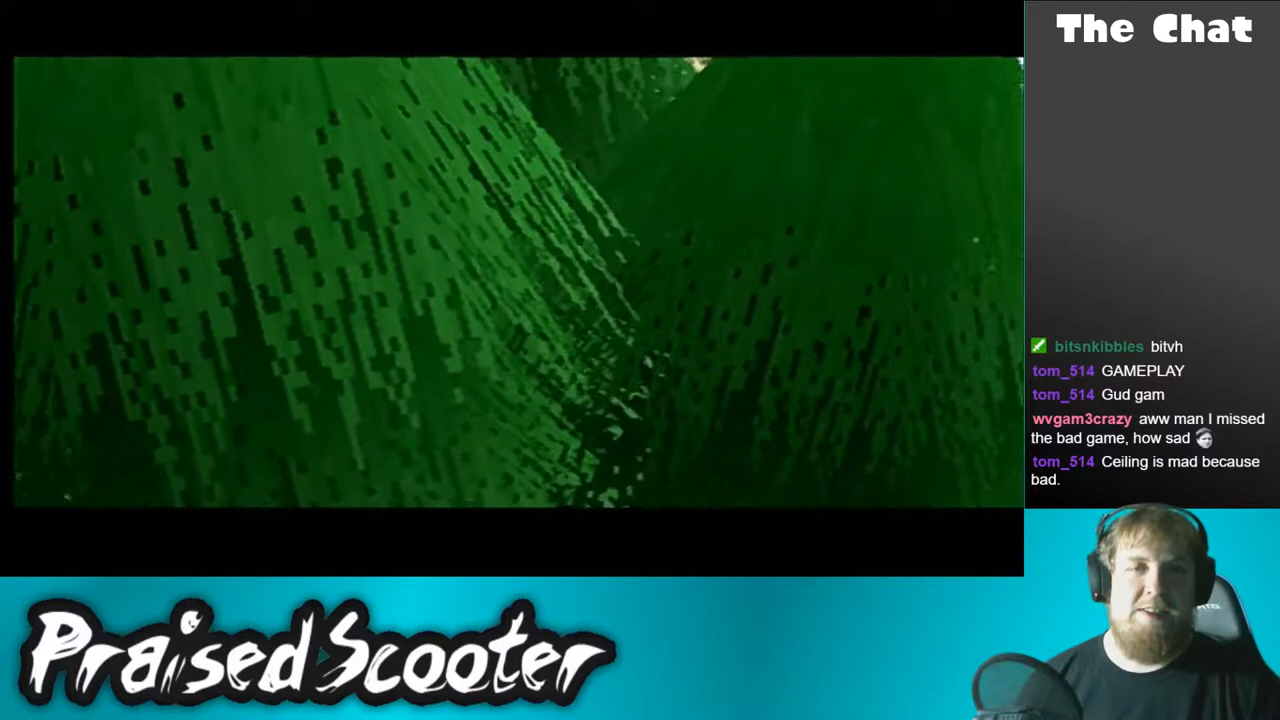 The Chat
bitsnkibbles bitvh
tom_514 GAMEPLAY
tom_514 Gud gam
wvgam3crazy aww man I missed
the bad game, how sad
tom_514 Ceiling is mad because
bad.
PraisedScooter